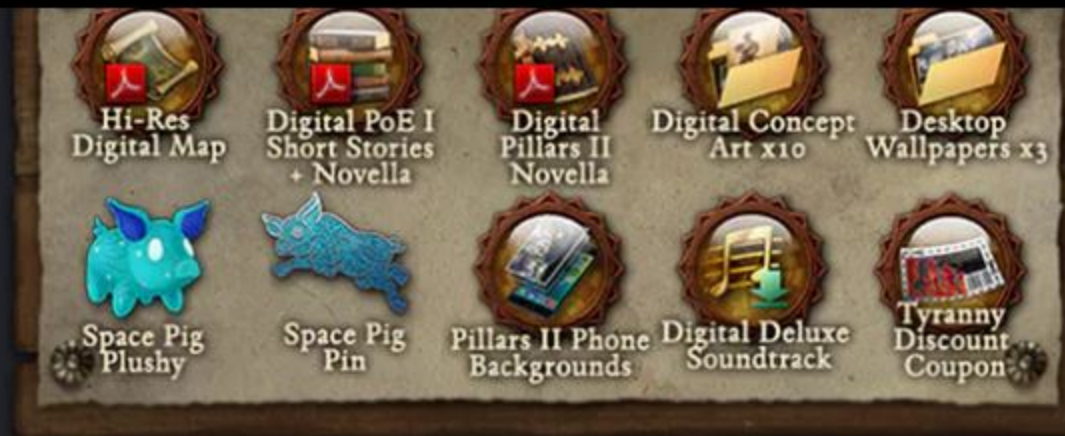 Hi-Res
Digital Map
Digital PoE I
Short Stories
+ Novella
Digital
Pillars II
Novella
Digital Concept
Art x10
Desktop
Wallpapers x3
Space Pig
Plushy
Space Pig
Pin
Pillars II Phone
Backgrounds
Digital Deluxe
Soundtrack
Tyranny
Discount
Coupon